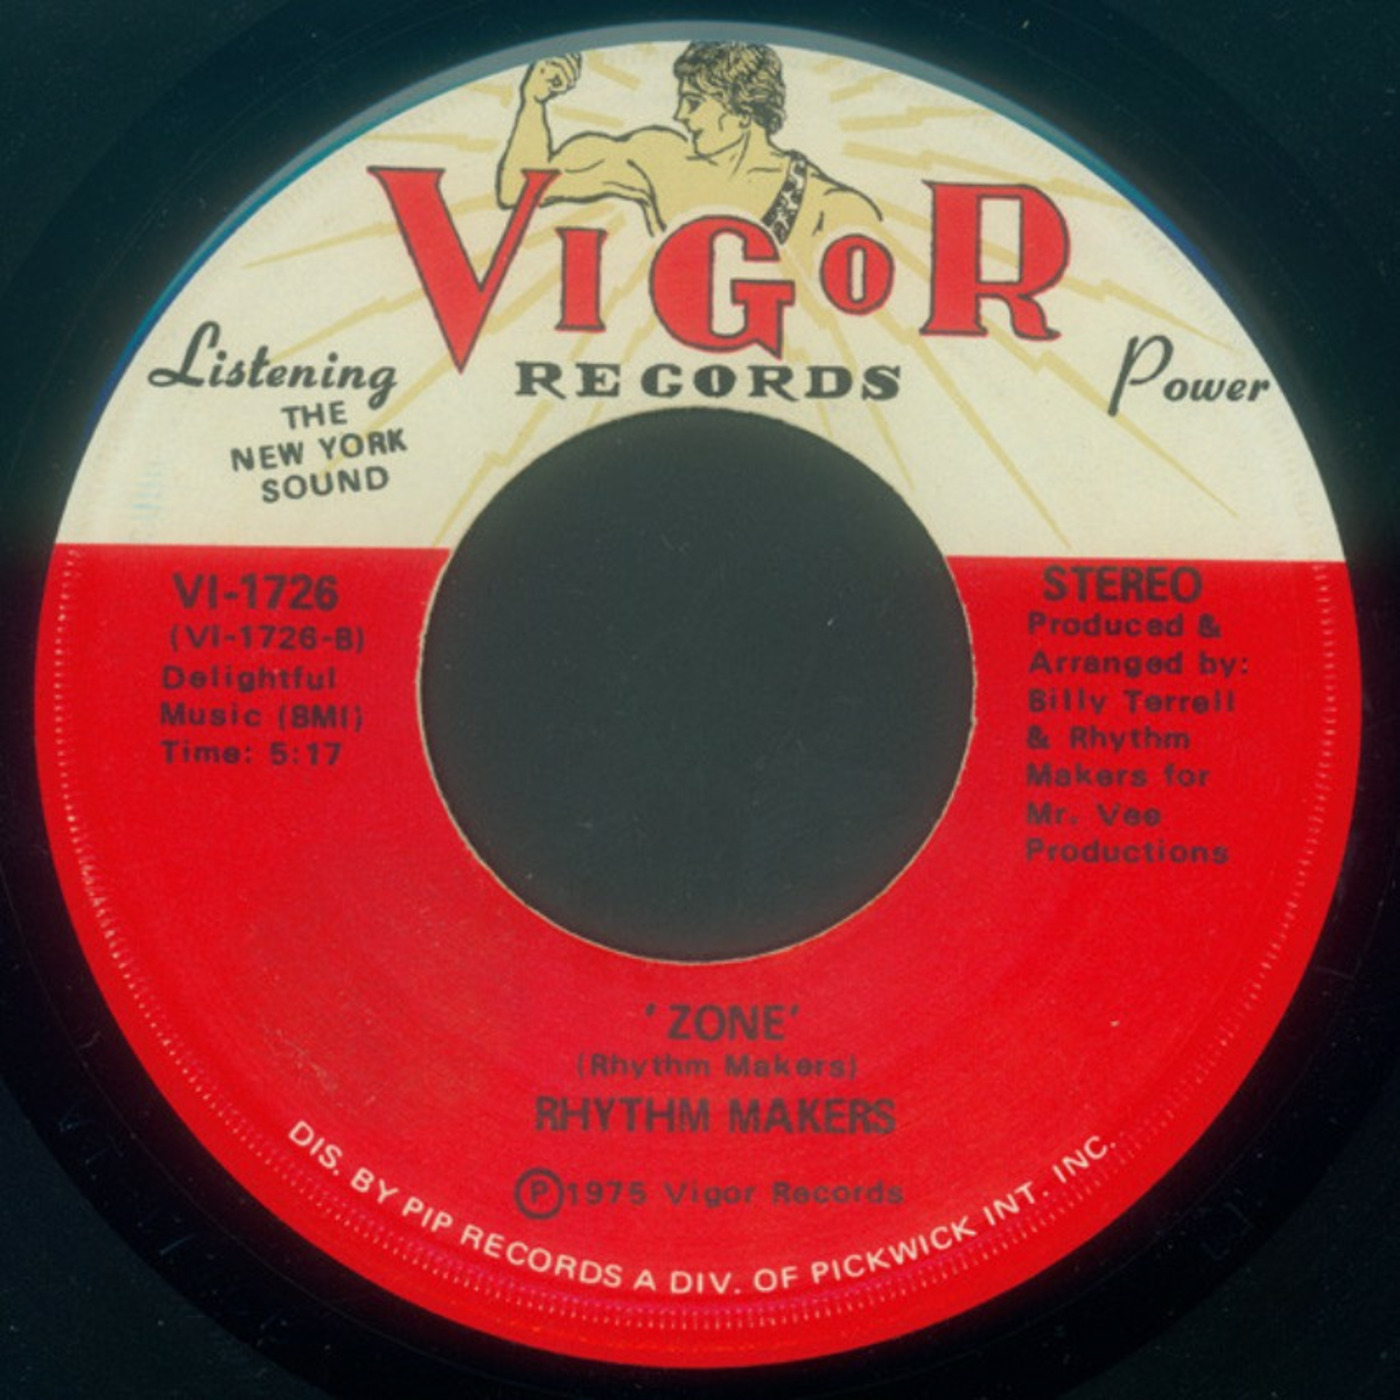 VIGOR
RECORDS
Listening
THE
NEW YORK
SOUND
Power
VI-1726
(VI-1726-B)
Delightful
Music (BMI)
Time: 5:17
STEREO
Produced &
Arranged by:
Billy Terrell
& Rhythm
Makers for
Mr. Vee
Productions
'ZONE'
(Rhythm Makers)
RHYTHM MAKERS
Ⓟ1975 Vigor Records
DIS. BY PIP RECORDS A DIV. OF PICKWICK INT. INC.